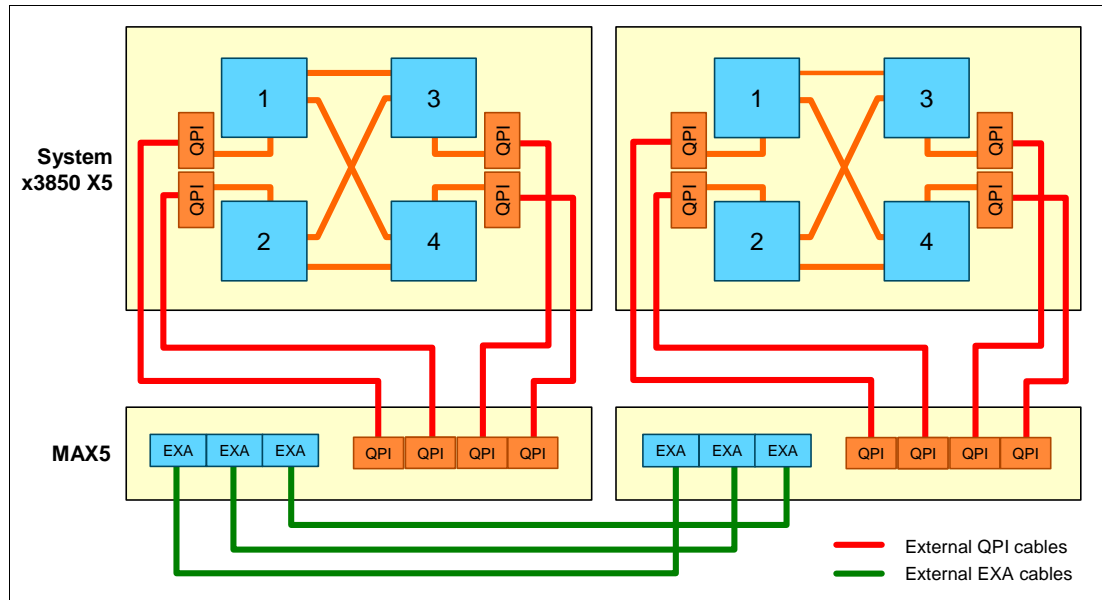 1
3
1
3
QPI
QPI
QPI
QPI
System
x3850 X5
QPI
QPI
QPI
QPI
2
4
2
4
MAX5
EXA EXA EXA
QPI QPI QPI QPI
EXA EXA EXA
QPI QPI QPI QPI
External QPI cables
External EXA cables